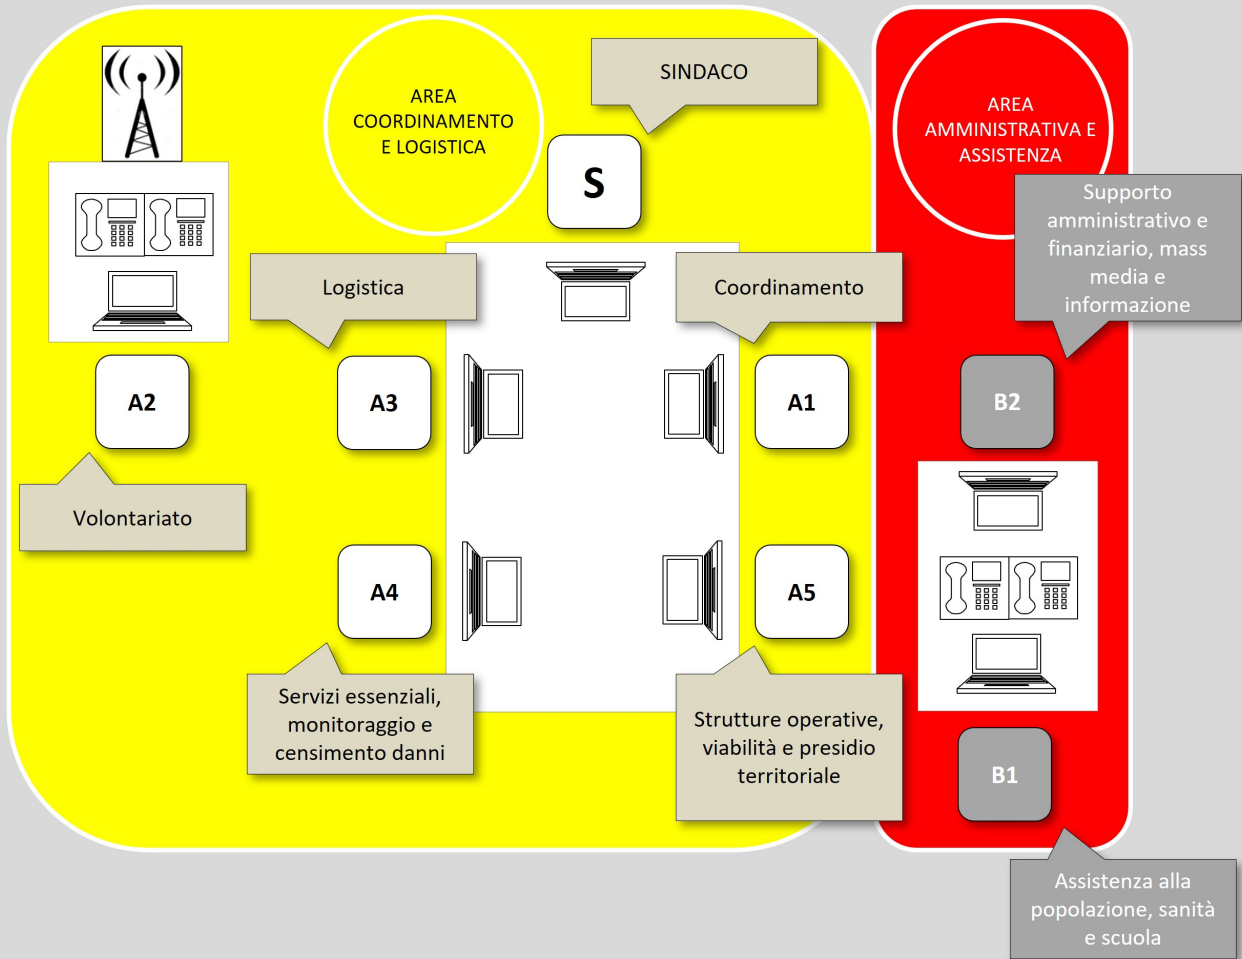 SINDACO
AREA
COORDINAMENTO
E LOGISTICA
AREA
AMMINISTRATIVA E
ASSISTENZA
S
Supporto
amministrativo e
finanziario, mass
media e
informazione
Logistica
Coordinamento
A2
A3
A1
B2
Volontariato
A4
A5
Servizi essenziali,
monitoraggio e
censimento danni
Strutture operative,
viabilità e presidio
territoriale
B1
Assistenza alla
popolazione, sanità
e scuola